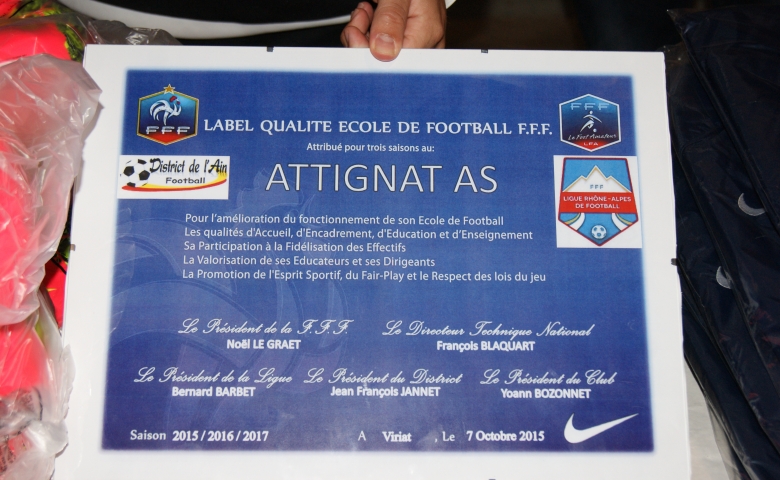 FFF
LABEL QUALITE ECOLE DE FOOTBALL F.F.F.
FFF
Le Foot Amateur
LFA
Attribué pour trois saisons au:
District de l'Ain
Football
ATTIGNAT AS
FFF
LIGUE RHÔNE-ALPES
DE FOOTBALL
Pour l'amélioration du fonctionnement de son Ecole de Football
Les qualités d'Accueil, d'Encadrement, d'Education et d'Enseignement
Sa Participation à la Fidélisation des Effectifs
La Valorisation de ses Educateurs et ses Dirigeants
La Promotion de l'Esprit Sportif, du Fair-Play et le Respect des lois du jeu
Le Président de la F.F.F. Le Directeur Technique National
Noël LE GRAET François BLAQUART
Le Président de la Ligue Le Président du District Le Président du Club
Bernard BARBET Jean François JANNET Yoann BOZONNET
Saison 2015 / 2016 / 2017 A Viriat , Le 7 Octobre 2015